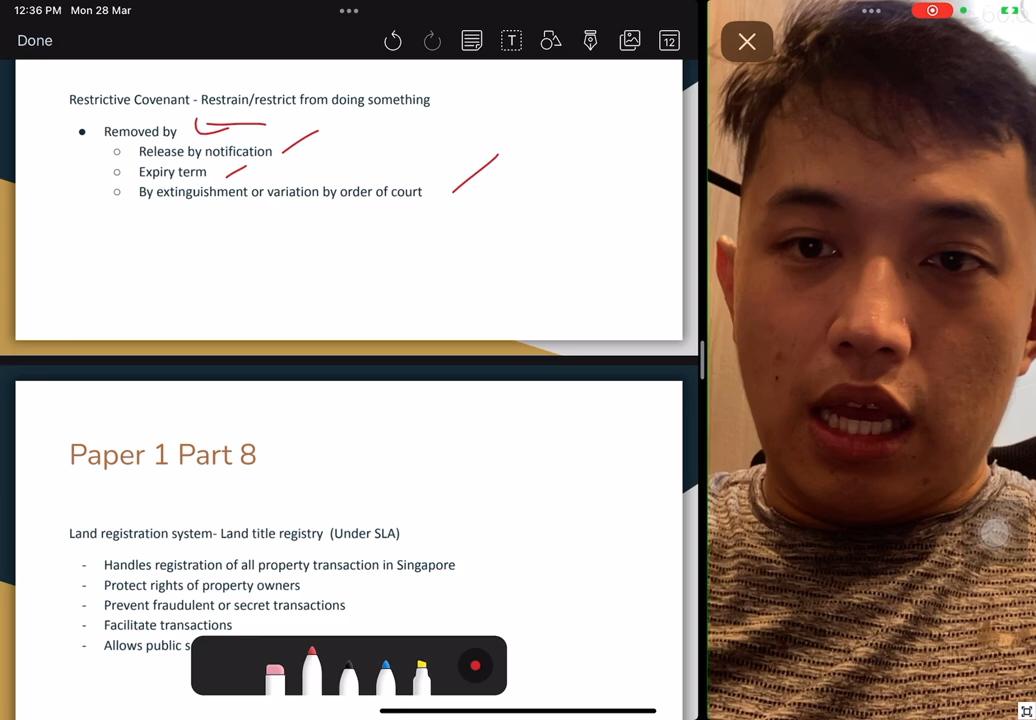 12:36 PM Mon 28 Mar
Done
12
Restrictive Covenant - Restrain/restrict from doing something
Removed by
Release by notification
Expiry term
By extinguishment or variation by order of court
Paper 1 Part 8
Land registration system- Land title registry (Under SLA)
- Handles registration of all property transaction in Singapore
- Protect rights of property owners
- Prevent fraudulent or secret transactions
- Facilitate transactions
- Allows public s